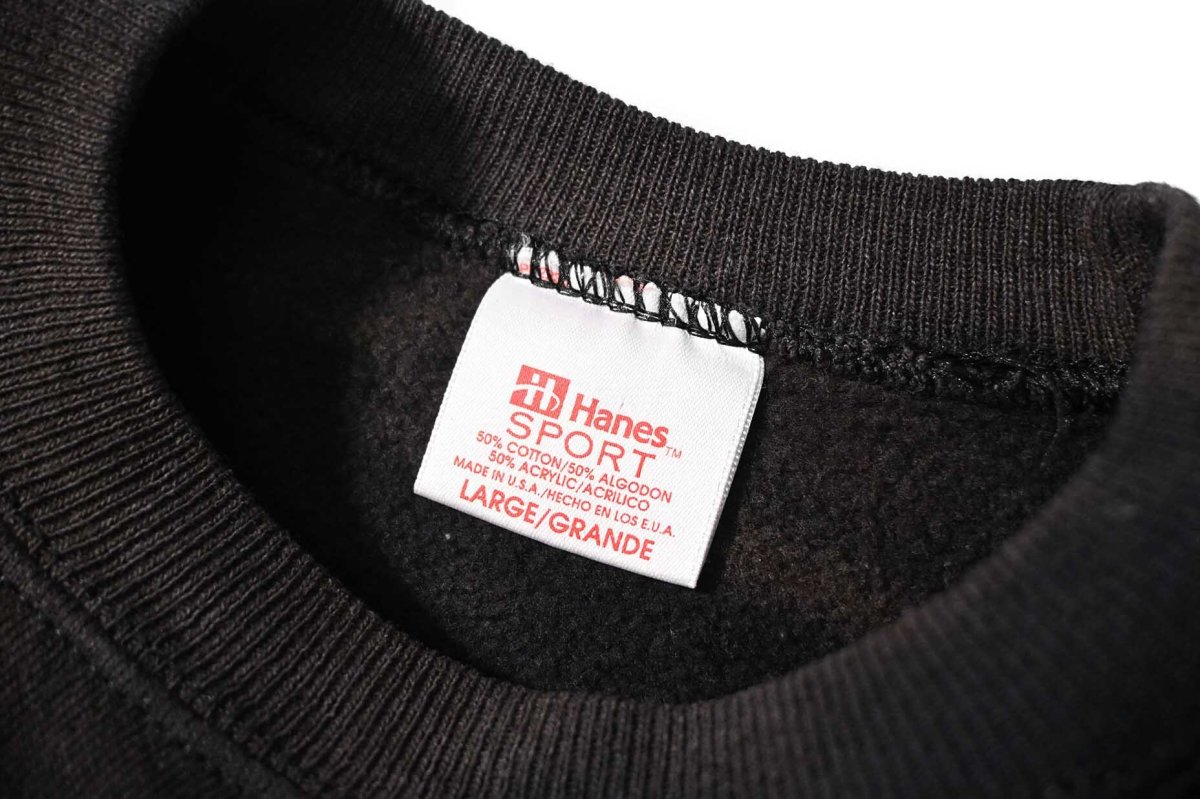 Hanes
SPORT™
50% COTTON/50% ALGODON
50% ACRYLIC/ACRILICO
MADE IN U.S.A./HECHO EN LOS E.U.A.
LARGE/GRANDE